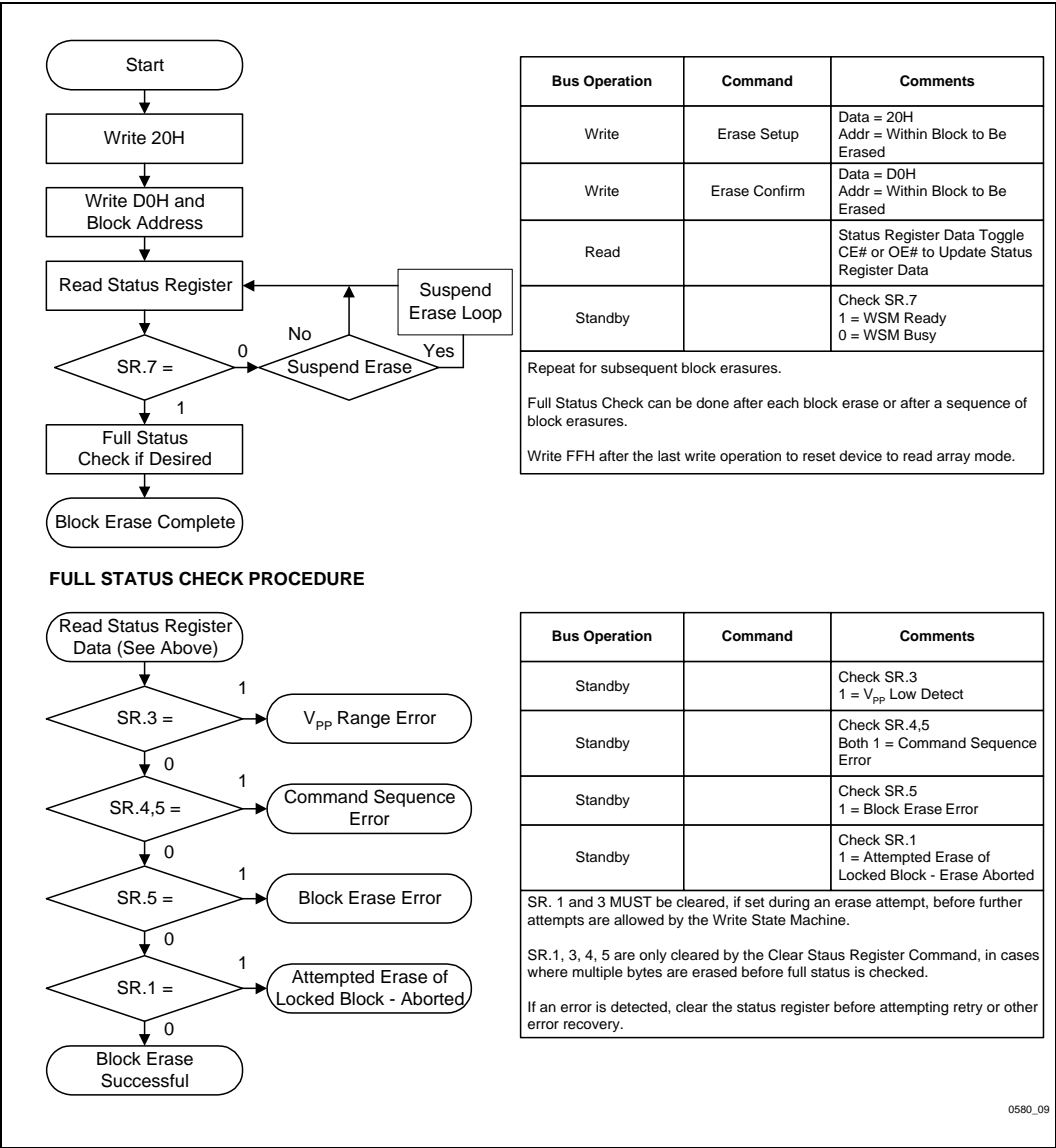 Start
Write 20H
Write D0H and
Block Address
Read Status Register
SR.7 =
0
1
No
Suspend Erase
Yes
Suspend
Erase Loop
Full Status
Check if Desired
Block Erase Complete
Bus Operation Command Comments
Write Erase Setup Data = 20H
Addr = Within Block to Be
Erased
Write Erase Confirm Data = D0H
Addr = Within Block to Be
Erased
Read Status Register Data Toggle
CE# or OE# to Update Status
Register Data
Standby Check SR.7
1 = WSM Ready
0 = WSM Busy
Repeat for subsequent block erasures.
Full Status Check can be done after each block erase or after a sequence of
block erasures.
Write FFH after the last write operation to reset device to read array mode.
FULL STATUS CHECK PROCEDURE
Read Status Register
Data (See Above)
SR.3 =
1
VPP Range Error
0
SR.4,5 =
1
Command Sequence
Error
0
SR.5 =
1
Block Erase Error
0
SR.1 =
1
Attempted Erase of
Locked Block - Aborted
0
Block Erase
Successful
Bus Operation Command Comments
Standby Check SR.3
1 = VPP Low Detect
Standby Check SR.4,5
Both 1 = Command Sequence
Error
Standby Check SR.5
1 = Block Erase Error
Standby Check SR.1
1 = Attempted Erase of
Locked Block - Erase Aborted
SR. 1 and 3 MUST be cleared, if set during an erase attempt, before further
attempts are allowed by the Write State Machine.
SR.1, 3, 4, 5 are only cleared by the Clear Staus Register Command, in cases
where multiple bytes are erased before full status is checked.
If an error is detected, clear the status register before attempting retry or other
error recovery.
0580_09